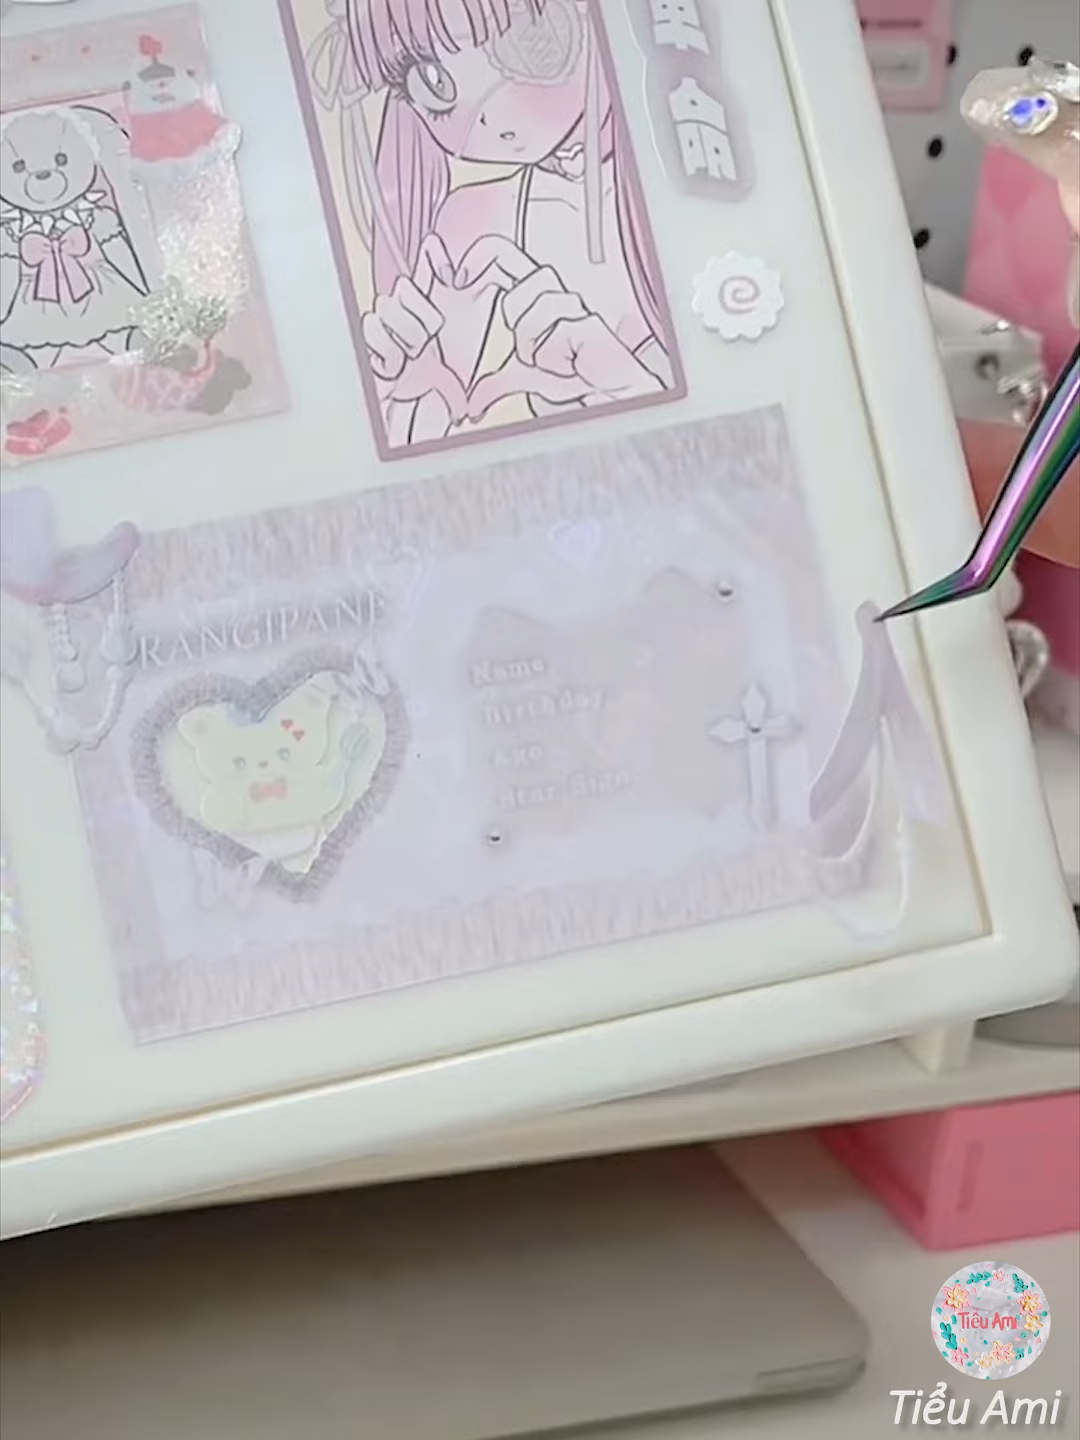 RANGIPANE
Name
Birthday
Age
Star Sign
Tiểu Ami
Tiểu Ami